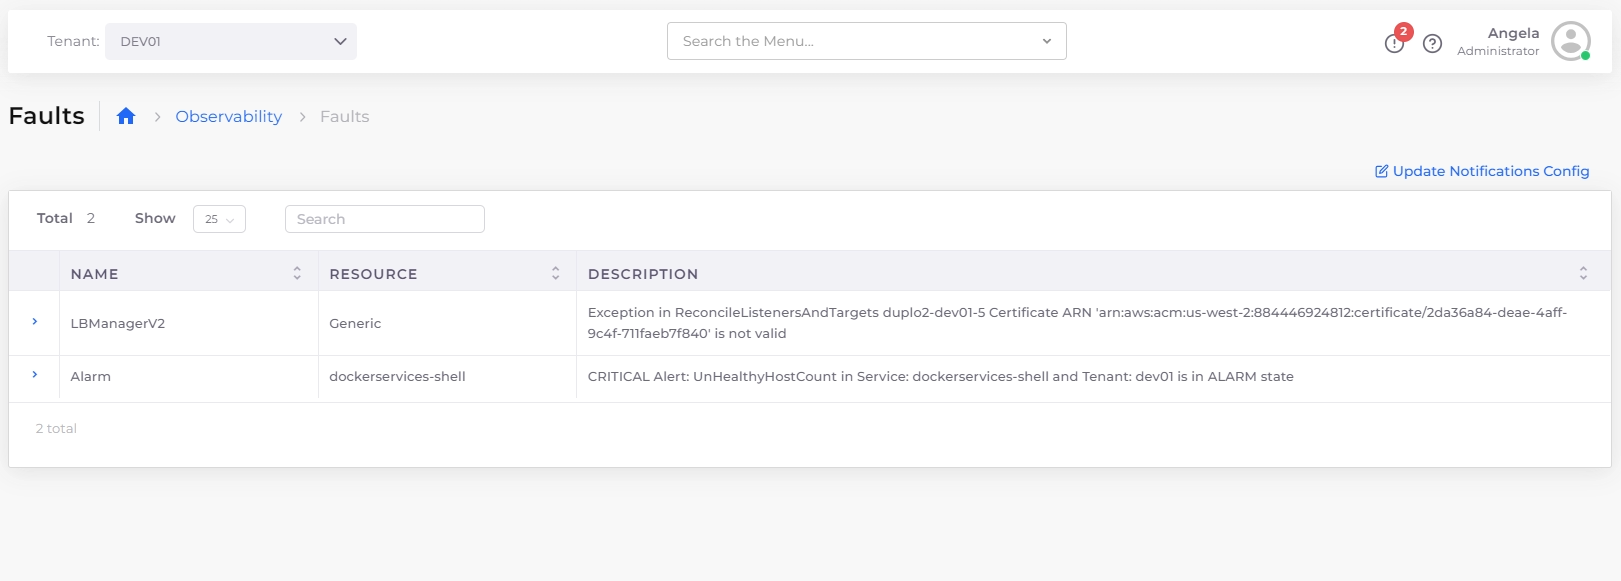 Tenant: DEV01 Search the Menu... 2 Angela
Administrator
Faults Observability Faults
Update Notifications Config
Total 2 Show 25 Search
NAME RESOURCE DESCRIPTION
LBManagerV2 Generic Exception in ReconcileListenersAndTargets duplo2-dev01-5 Certificate ARN 'arn:aws:acm:us-west-2:884446924812:certificate/2da36a84-deae-4aff-
9c4f-711faeb7f840' is not valid
Alarm dockerservices-shell CRITICAL Alert: UnHealthyHostCount in Service: dockerservices-shell and Tenant: dev01 is in ALARM state
2 total